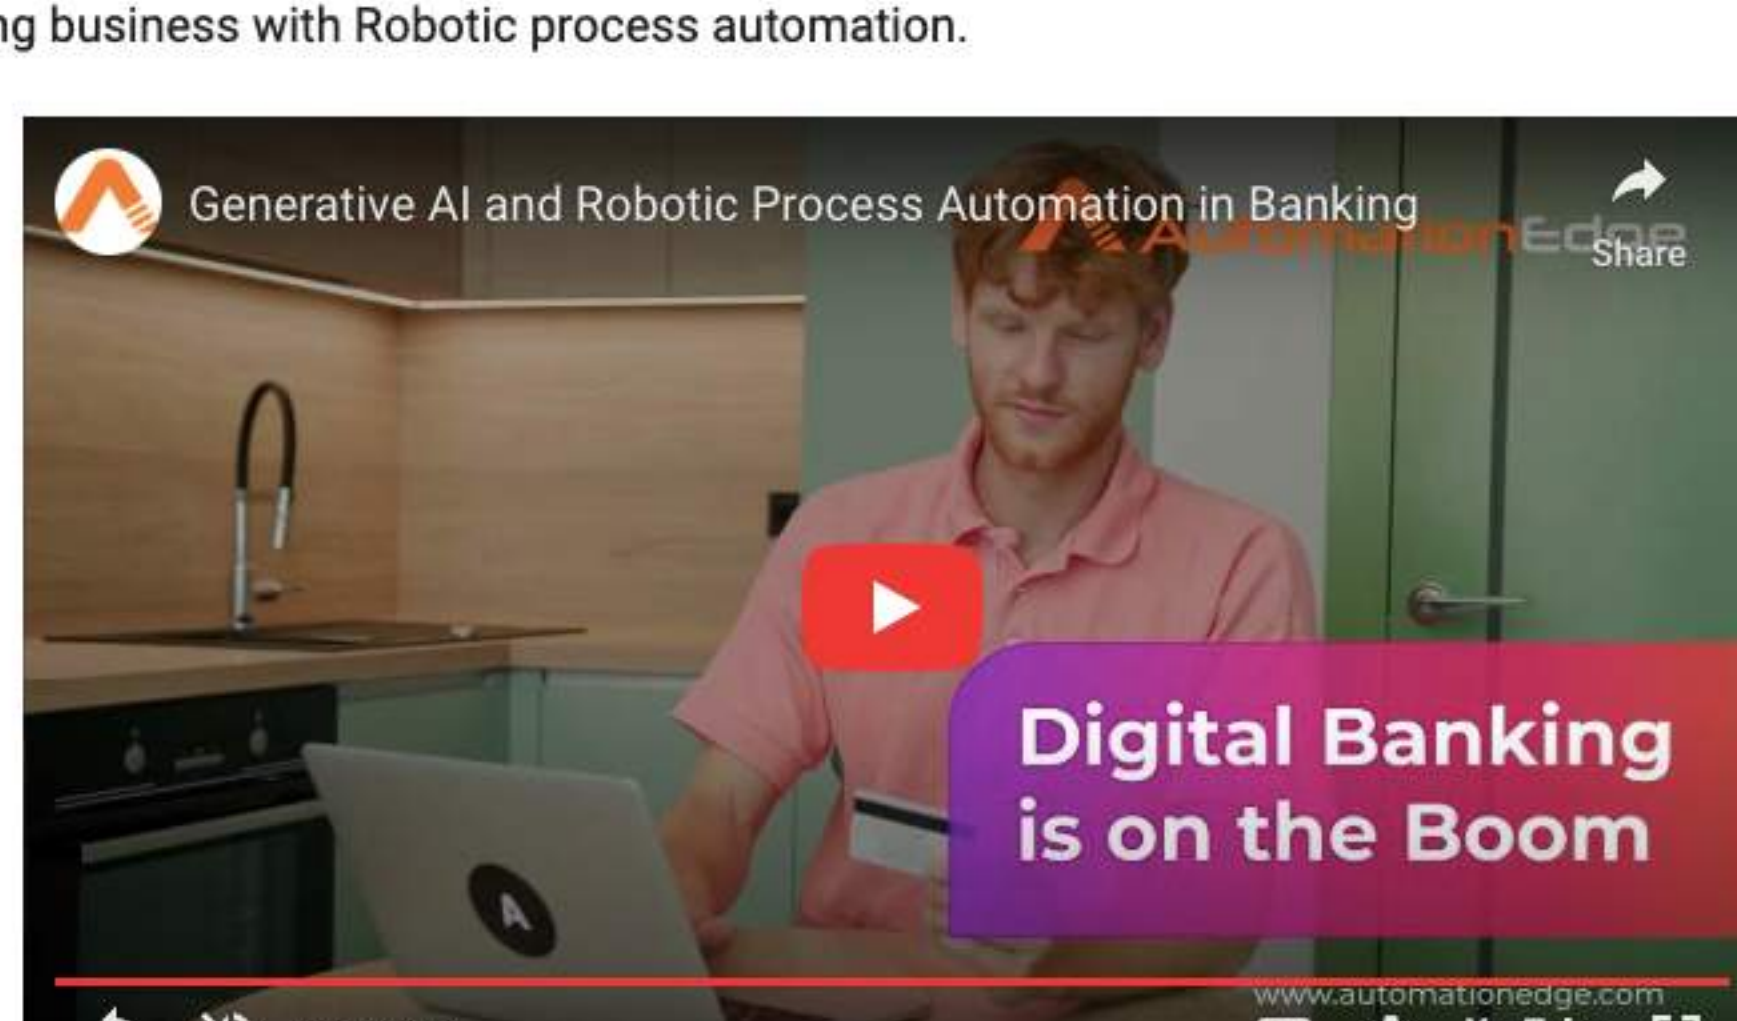 business with Robotic process automation.
Generative AI and Robotic Process Automation in Banking
AutomationEdge
Share
Digital Banking
is on the Boom
A
www.automationedge.com